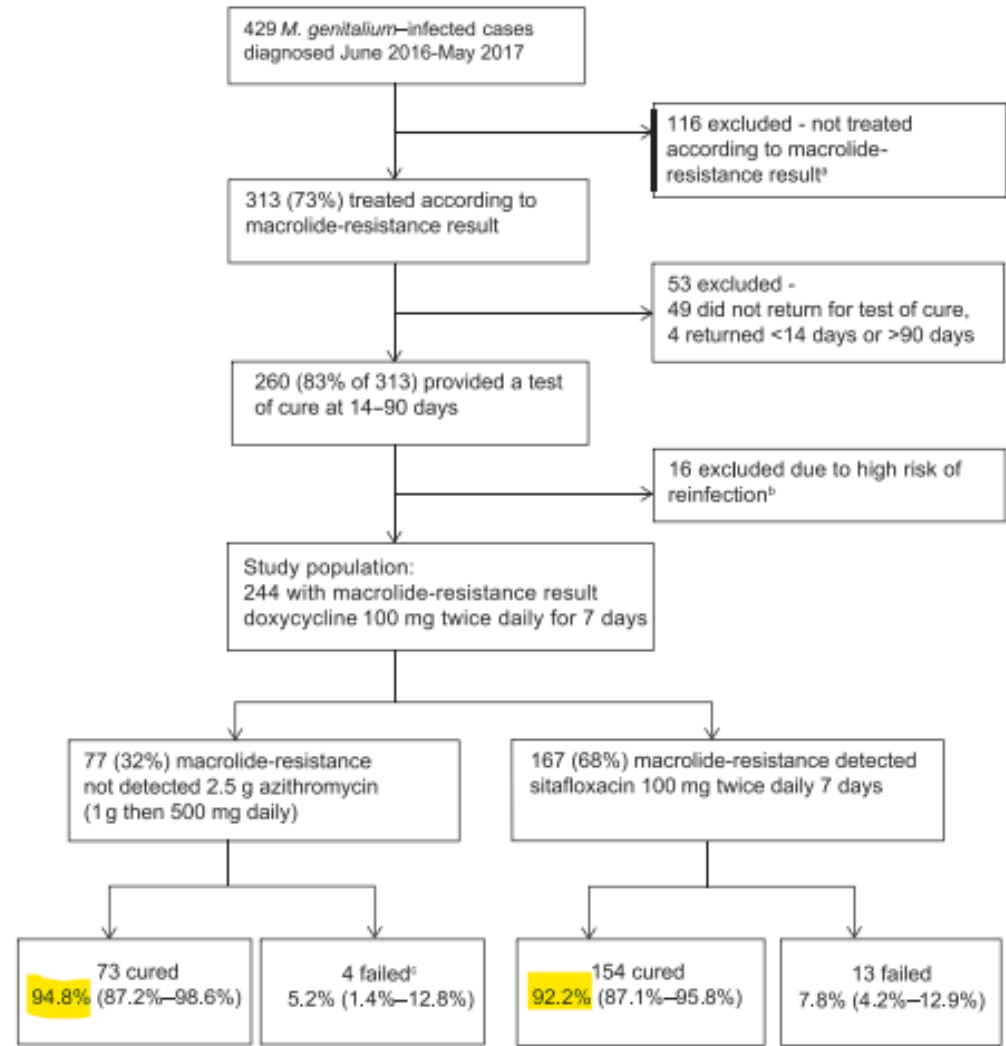 429 M. genitalium–infected cases
diagnosed June 2016-May 2017
116 excluded - not treated
according to macrolide-
resistance resultᵃ
313 (73%) treated according to
macrolide-resistance result
53 excluded -
49 did not return for test of cure,
4 returned <14 days or >90 days
260 (83% of 313) provided a test
of cure at 14–90 days
16 excluded due to high risk of
reinfectionᵇ
Study population:
244 with macrolide-resistance result
doxycycline 100 mg twice daily for 7 days
77 (32%) macrolide-resistance
not detected 2.5 g azithromycin
(1 g then 500 mg daily)
167 (68%) macrolide-resistance detected
sitafloxacin 100 mg twice daily 7 days
73 cured
94.8% (87.2%–98.6%)
4 failedᶜ
5.2% (1.4%–12.8%)
154 cured
92.2% (87.1%–95.8%)
13 failed
7.8% (4.2%–12.9%)